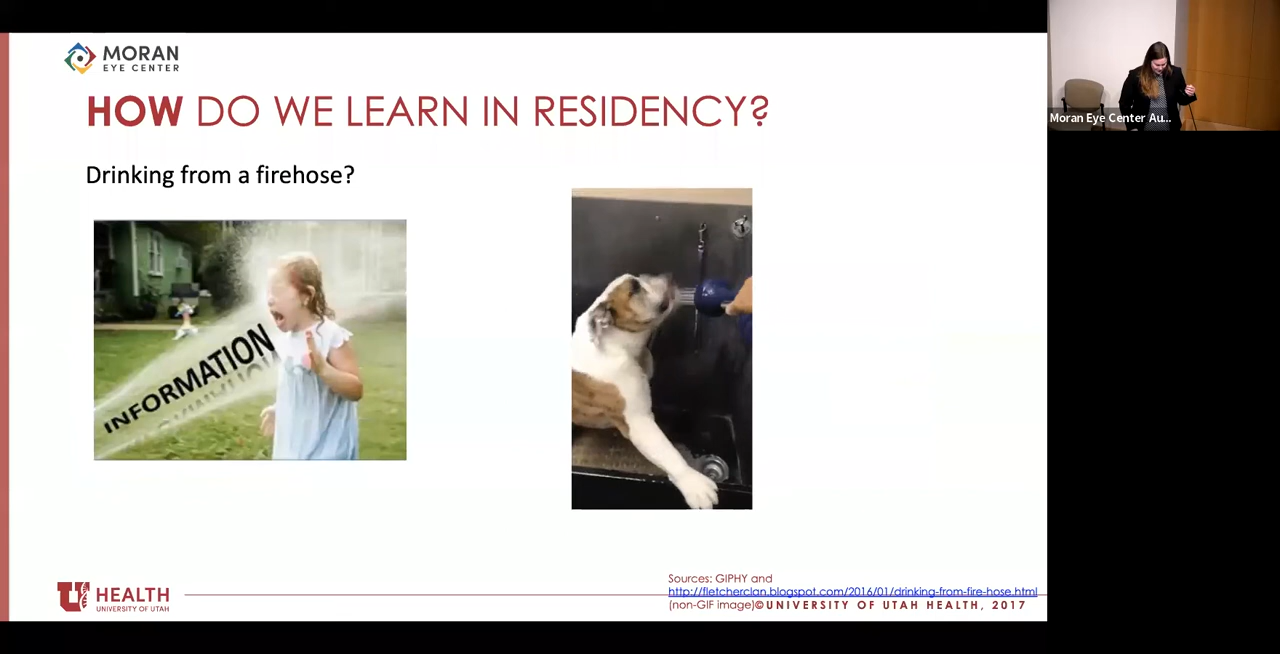 MORAN
EYE CENTER
HOW DO WE LEARN IN RESIDENCY?
Drinking from a firehose?
INFORMATION
Moran Eye Center Au...
U HEALTH
UNIVERSITY OF UTAH
Sources: GIPHY and
http://fletcherclan.blogspot.com/2016/01/drinking-from-fire-hose.html
(non-GIF image)©UNIVERSITY OF UTAH HEALTH, 2017